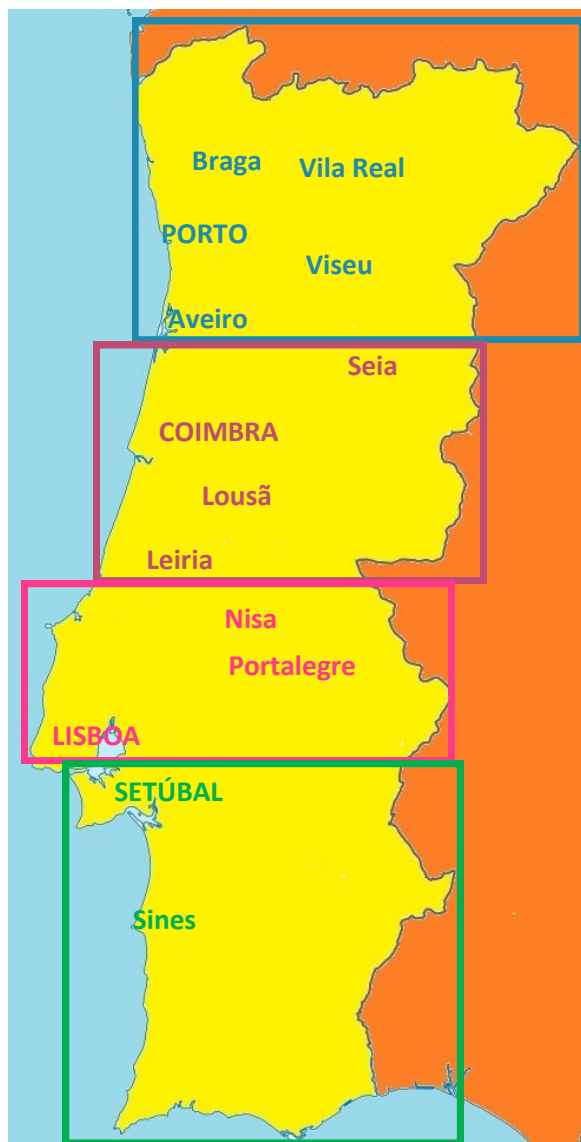 Braga
Vila Real
PORTO
Viseu
Aveiro
Seia
COIMBRA
Lousã
Leiria
Nisa
Portalegre
LISBOA
SETÚBAL
Sines